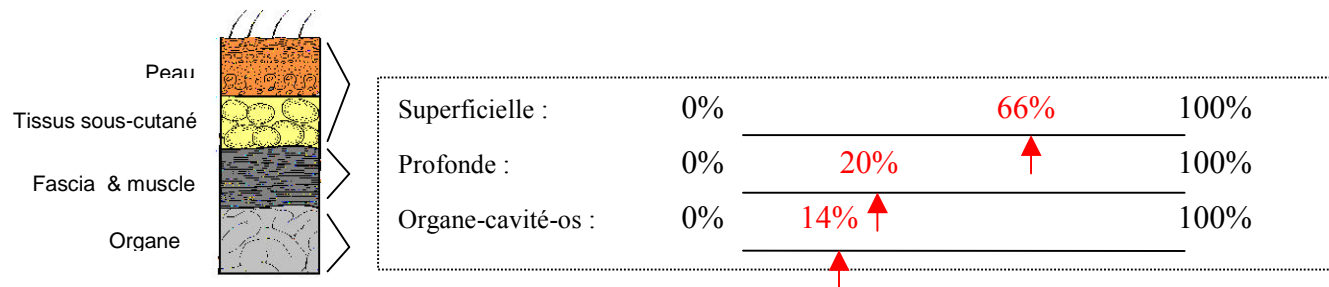 Peau
Tissus sous-cutané
Fascia & muscle
Organe
Superficielle : 0% 66% 100%
Profonde : 0% 20% 100%
Organe-cavité-os : 0% 14% 100%